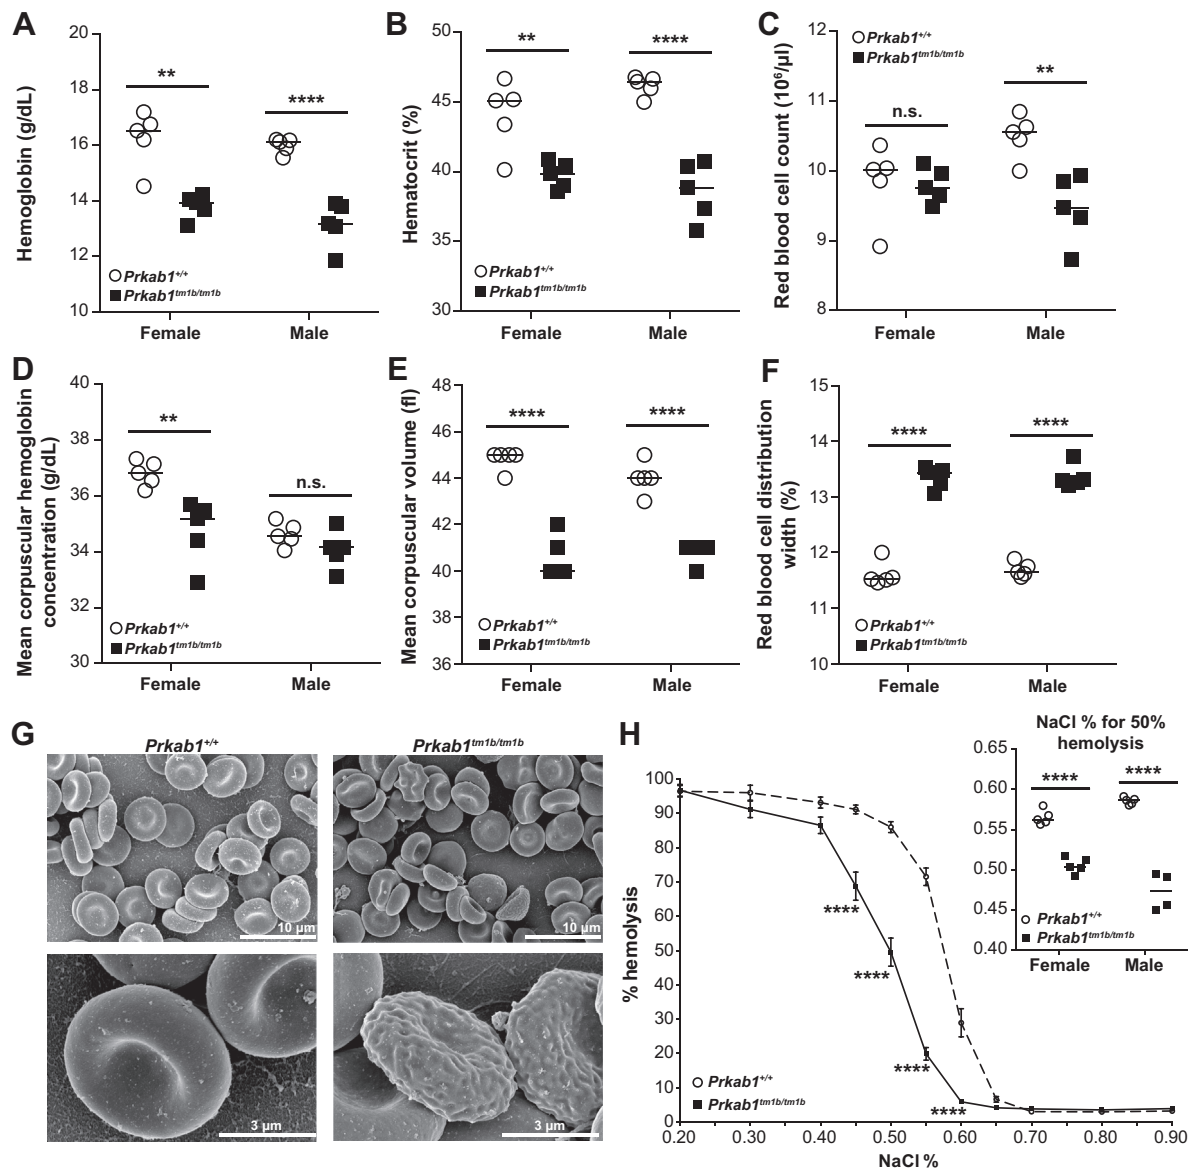 A
Hemoglobin (g/dL)
20
18
16
14
12
10
**
****
Prkab1+/+
Prkab1tm1b/tm1b
Female
Male
B
Hematocrit (%)
50
45
40
35
30
**
****
Prkab1+/+
Prkab1tm1b/tm1b
Female
Male
C
Red blood cell count (10⁶/µl)
12
11
10
9
8
Prkab1+/+
Prkab1tm1b/tm1b
n.s.
**
Female
Male
D
Mean corpuscular hemoglobin
concentration (g/dL)
40
38
36
34
32
30
**
n.s.
Prkab1+/+
Prkab1tm1b/tm1b
Female
Male
E
Mean corpuscular volume (fl)
48
46
44
42
40
38
36
****
****
Prkab1+/+
Prkab1tm1b/tm1b
Female
Male
F
Red blood cell distribution
width (%)
15
14
13
12
11
10
****
****
Prkab1+/+
Prkab1tm1b/tm1b
Female
Male
G
Prkab1+/+
Prkab1tm1b/tm1b
10 µm
10 µm
3 µm
3 µm
H
% hemolysis
100
90
80
70
60
50
40
30
20
10
0
****
****
****
****
Prkab1+/+
Prkab1tm1b/tm1b
0.20
0.30
0.40
0.50
0.60
0.70
0.80
0.90
NaCl %
NaCl % for 50%
hemolysis
0.65
0.60
0.55
0.50
0.45
0.40
****
****
Prkab1+/+
Prkab1tm1b/tm1b
Female
Male